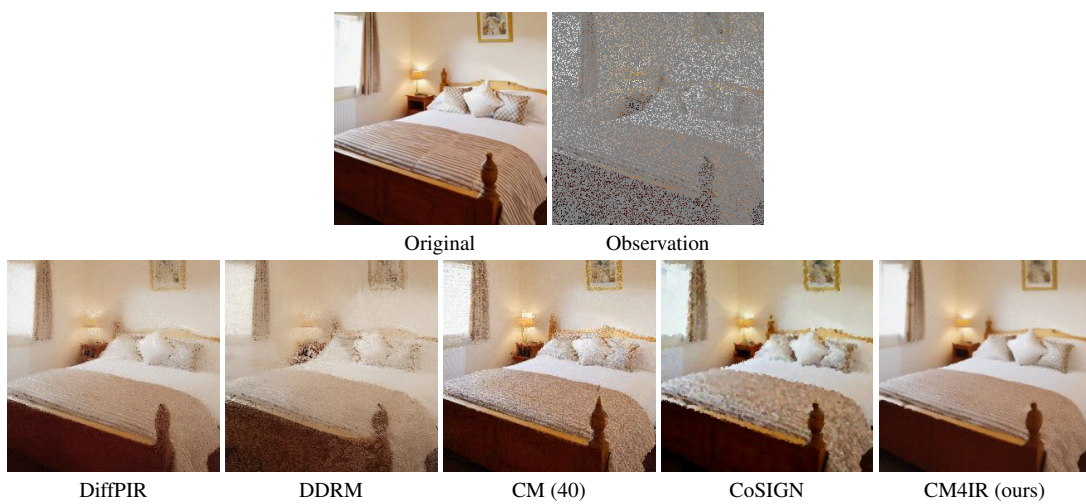 Original
Observation
DiffPIR
DDRM
CM (40)
CoSIGN
CM4IR (ours)